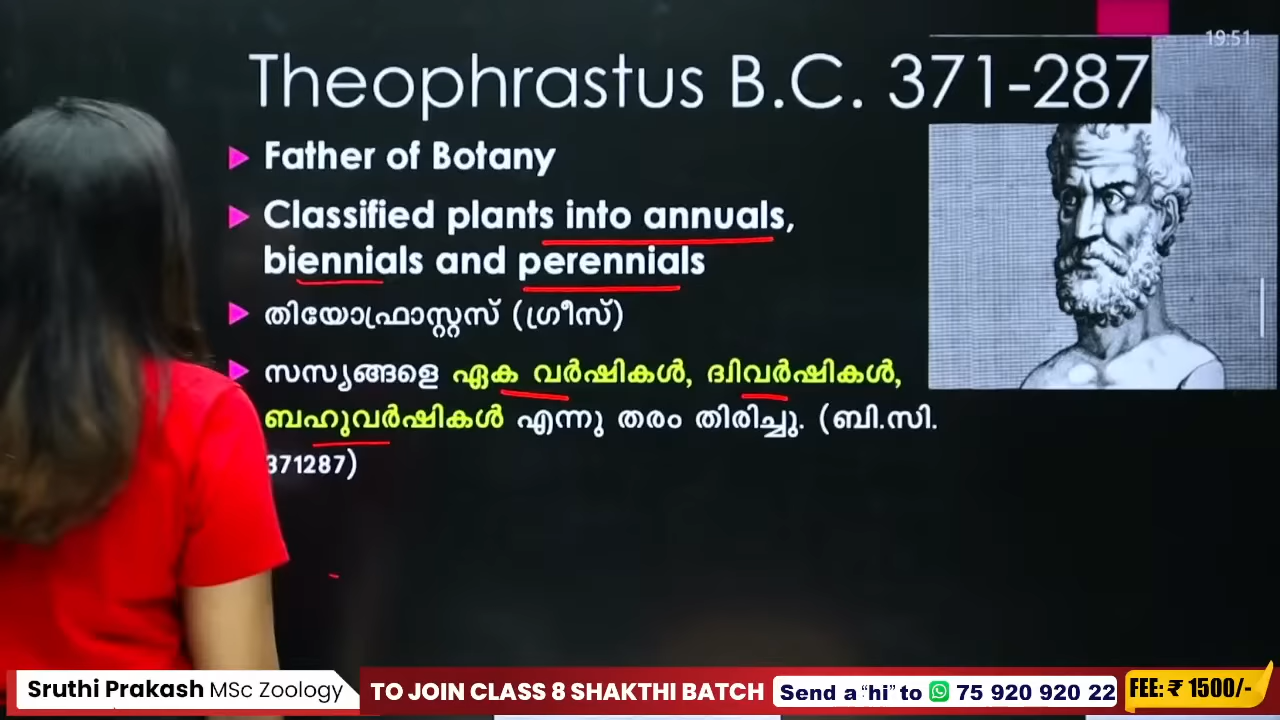 19:51
Theophrastus B.C. 371-287
Father of Botany
Classified plants into annuals,
biennials and perennials
തിയോഫ്രാസ്റ്റസ് (ഗ്രീസ്)
സസ്യങ്ങളെ ഏക വർഷികൾ, ദ്വിവർഷികൾ,
ബഹുവർഷികൾ എന്നു തരം തിരിച്ചു. (ബി.സി.
371287)
Sruthi Prakash MSc Zoology
TO JOIN CLASS 8 SHAKTHI BATCH
Send a “hi” to 75 920 920 22
FEE: ₹ 1500/-